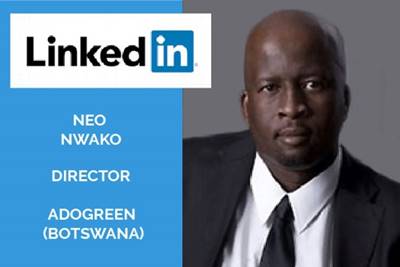 Linked in
NEO
NWAKO
DIRECTOR
ADOGREEN
(BOTSWANA)